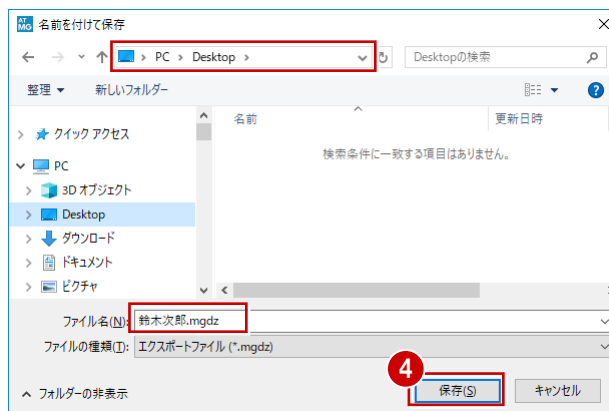 AT MG 名前を付けて保存
PC > Desktop >
Desktopの検索
整理 新しいフォルダー
?
名前 更新日時
クイック アクセス
検索条件に一致する項目はありません。
PC
3D オブジェクト
Desktop
ダウンロード
ドキュメント
ピクチャ
ファイル名(N): 鈴木次郎.mgdz
ファイルの種類(T): エクスポートファイル (*.mgdz)
4
フォルダーの非表示 保存(S) キャンセル